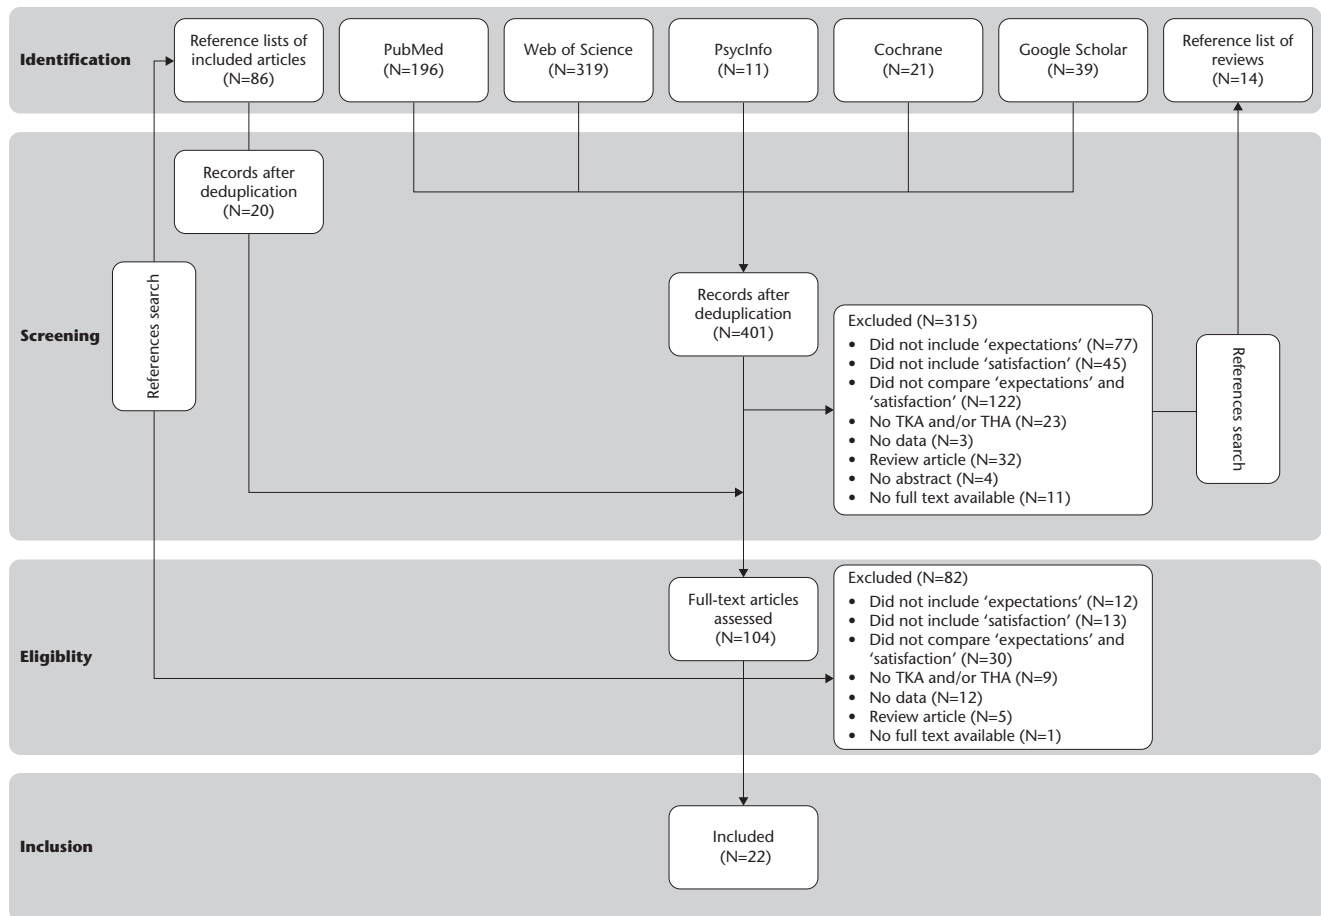 Identification
Reference lists of
included articles
(N=86)
PubMed
(N=196)
Web of Science
(N=319)
PsycInfo
(N=11)
Cochrane
(N=21)
Google Scholar
(N=39)
Reference list of
reviews
(N=14)
Screening
Records after
deduplication
(N=20)
References search
Records after
deduplication
(N=401)
Excluded (N=315)
• Did not include ‘expectations’ (N=77)
• Did not include ‘satisfaction’ (N=45)
• Did not compare ‘expectations’ and
‘satisfaction’ (N=122)
• No TKA and/or THA (N=23)
• No data (N=3)
• Review article (N=32)
• No abstract (N=4)
• No full text available (N=11)
References search
Eligiblity
Full-text articles
assessed
(N=104)
Excluded (N=82)
• Did not include ‘expectations’ (N=12)
• Did not include ‘satisfaction’ (N=13)
• Did not compare ‘expectations’ and
‘satisfaction’ (N=30)
• No TKA and/or THA (N=9)
• No data (N=12)
• Review article (N=5)
• No full text available (N=1)
Inclusion
Included
(N=22)